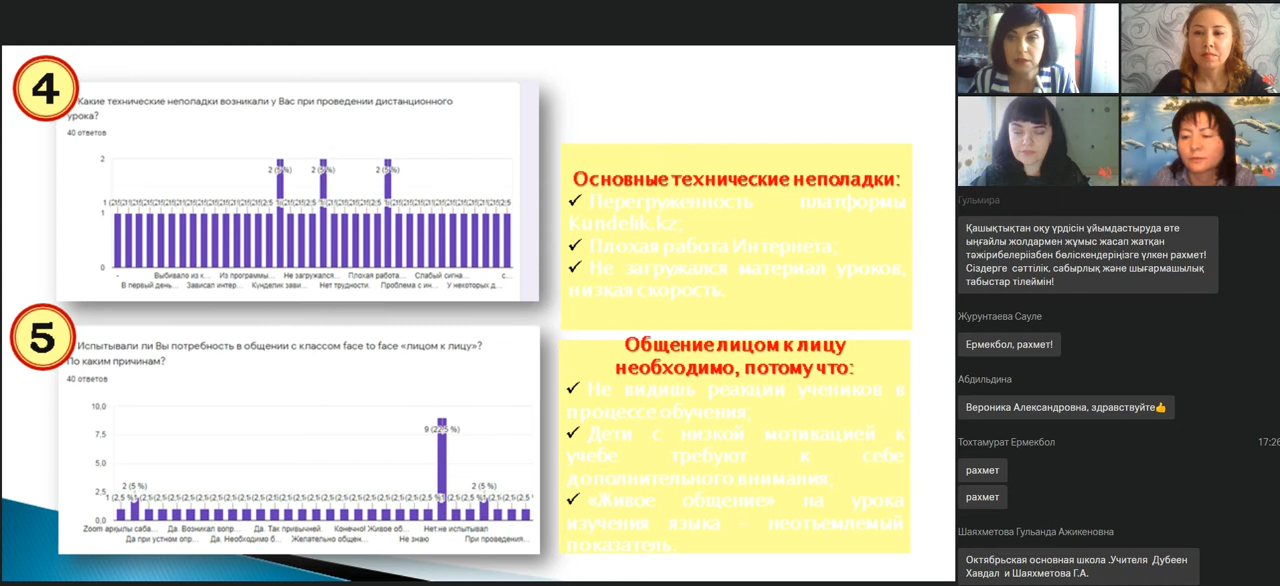 4
Какие технические неполадки возникали у Вас при проведении дистанционного
урока?
40 ответов
2
1
0
2 (5 %)
2 (5 %)
2 (5 %)
-
Выбивало из к...
Из программы...
Не загружался...
Плохая работа...
Слабый сигна...
с...
В первый день...
Зависал интер...
Кунделик зави...
Нет трудности.
Проблема с ин...
У некоторых д...
Основные технические неполадки:
✓ Перегруженность платформы
Kundelik.kz;
✓ Плохая работа Интернета;
✓ Не загружался материал уроков,
низкая скорость.
5
Испытывали ли Вы потребность в общении с классом face to face «лицом к лицу»?
По каким причинам?
40 ответов
10,0
7,5
5,0
2,5
0,0
2 (5 %)
9 (22,5 %)
2 (5 %)
Zoom арқылы саба...
Да. Возникал вопр...
Да. Так привычней.
Конечно! Живое об...
Нет.не испытывал
Да при устном опр...
Да. Необходимо б...
Желательно общен...
Не знаю
При проведения...
Общение лицом к лицу
необходимо, потому что:
✓ Не видишь реакции учеников в
процессе обучения;
✓ Дети с низкой мотивацией к
учебе требуют к себе
дополнительного внимания;
✓ «Живое общение» на урока
изучения языка – неотъемлемый
показатель.
Гульмира
Қашықтықтан оқу үрдісін ұйымдастыруда өте
ыңғайлы жолдармен жұмыс жасап жатқан
тәжірибелеріізбен бөліскендеріңізге үлкен рахмет!
Сіздерге сәттілік, сабырлық және шығармашылық
табыстар тілеймін!
Журунтаева Сауле
Ермекбол, рахмет!
Абдильдина
Вероника Александровна, здравствуйте👍
Тохтамурат Ермекбол
17:26
рахмет
рахмет
Шаяхметова Гульанда Ажикеновна
Октябрьская основная школа .Учителя Дубеен
Хавдал и Шаяхметова Г.А.